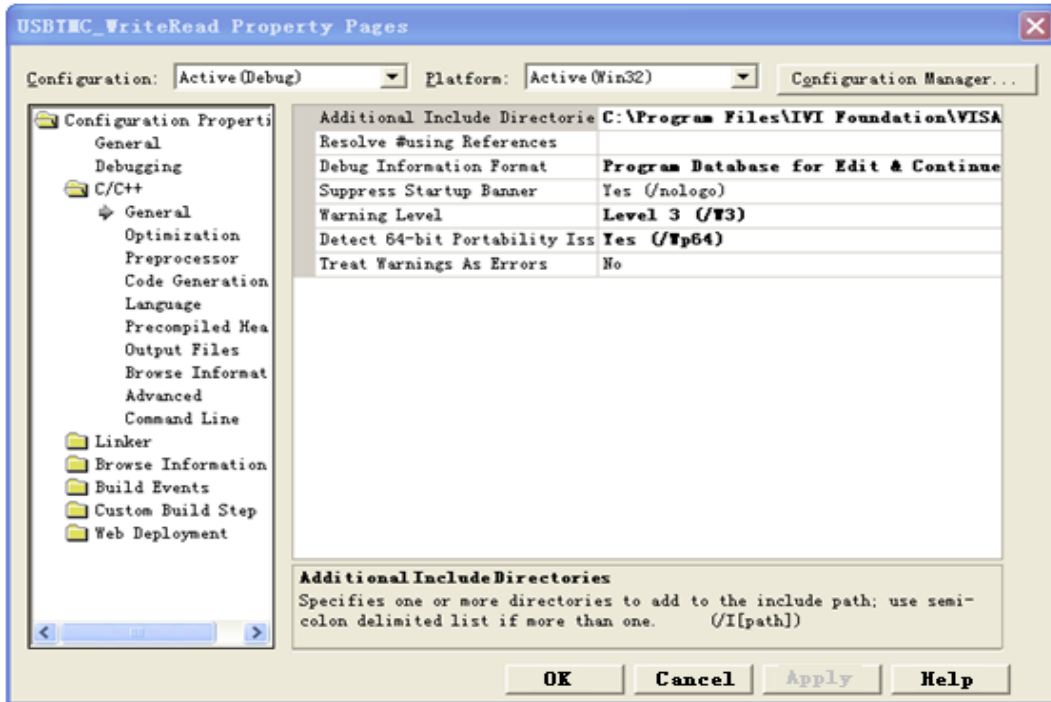 USBTMC_WriteRead Property Pages
Configuration: Active(Debug) Platform: Active(Win32) Configuration Manager...
Configuration Properti
General
Debugging
C/C++
General
Optimization
Preprocessor
Code Generation
Language
Precompiled Hea
Output Files
Browse Informat
Advanced
Command Line
Linker
Browse Information
Build Events
Custom Build Step
Web Deployment
Additional Include Directorie C:\Program Files\IVI Foundation\VISA
Resolve #using References
Debug Information Format Program Database for Edit & Continue
Suppress Startup Banner Yes (/nologo)
Warning Level Level 3 (/W3)
Detect 64-bit Portability Iss Yes (/Wp64)
Treat Warnings As Errors No
Additional Include Directories
Specifies one or more directories to add to the include path; use semi-
colon delimited list if more than one. (/I[path])
OK Cancel Apply Help